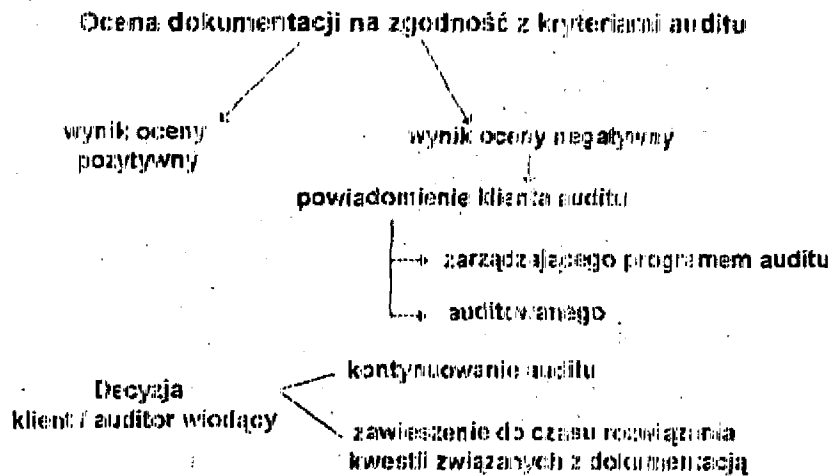 Ocena dokumentacji na zgodność z kryteriami auditu
wynik oceny
pozytywny
wynik oceny negatywny
powiadomienie klienta auditu
zarządzającego programem auditu
auditowanego
Decyzja
klient / auditor wiodący
kontynuowanie auditu
zawieszenie do czasu rozwiązania
kwestii związanych z dokumentacją